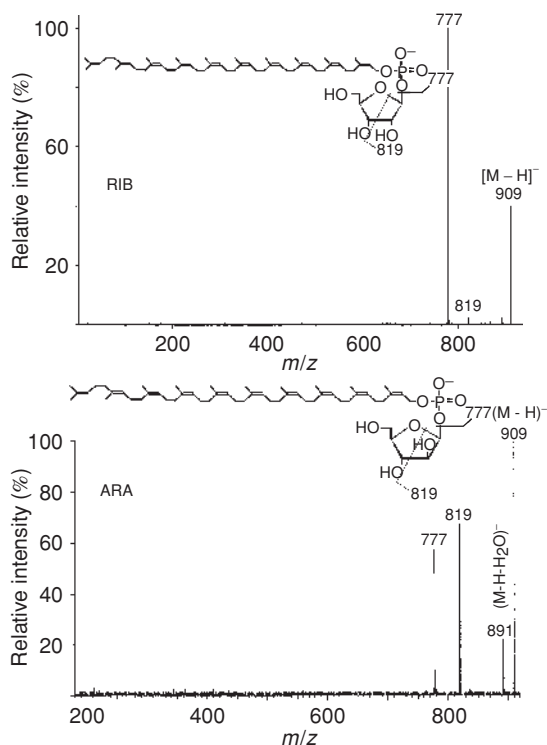 100
777
O⁻
O
P
O
O
O
777
HO
HO
HO
819
Relative intensity (%)
60
20
RIB
[M – H]⁻
909
819
200
400
600
800
m/z
O⁻
O
P
O
O
777(M - H)⁻
909
HO
O
HO
HO
819
Relative intensity (%)
100
80
60
40
20
ARA
777
819
(M-H-H₂O)⁻
891
200
400
600
800
m/z